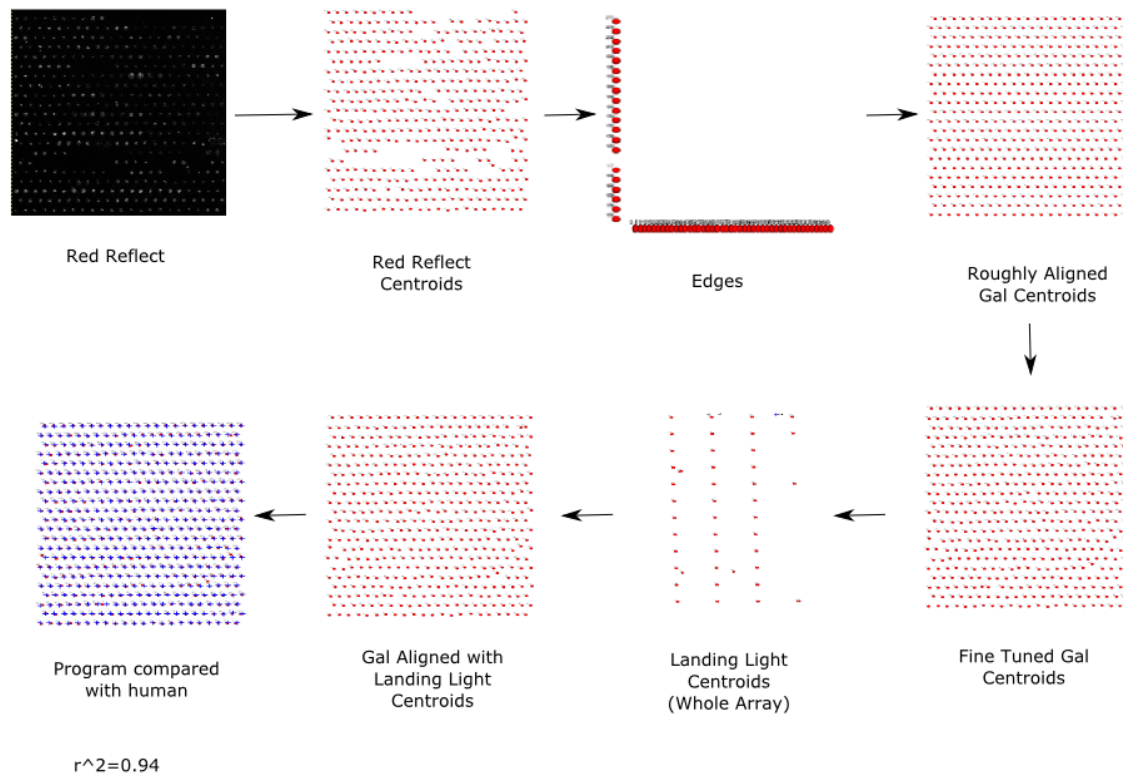 Red Reflect
Red Reflect
Centroids
Edges
Roughly Aligned
Gal Centroids
Fine Tuned Gal
Centroids
Landing Light
Centroids
(Whole Array)
Gal Aligned with
Landing Light
Centroids
Program compared
with human
r^2=0.94